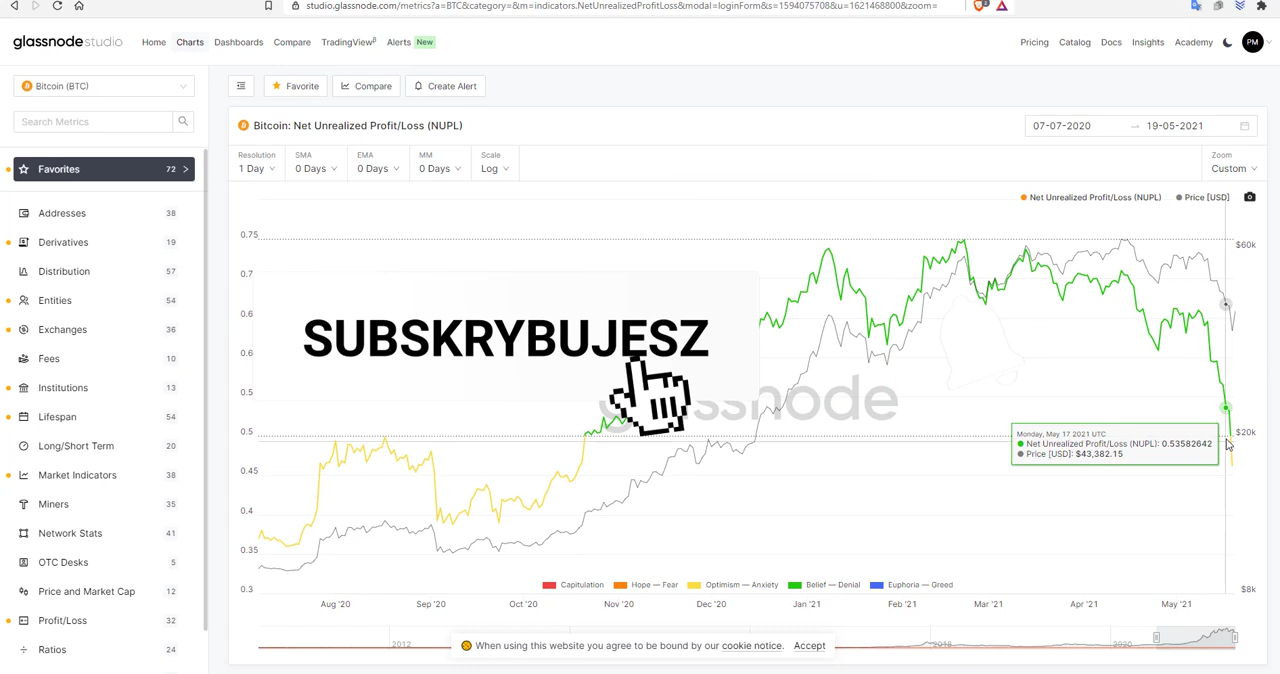 studio.glassnode.com/metrics?a=BTC&category=&m=indicators.NetUnrealizedProfitLoss&modal=loginForm&s=1594075708&u=1621468800&zoom=
2
glassnode studio
Home
Charts
Dashboards
Compare
TradingViewβ
Alerts
New
Pricing
Catalog
Docs
Insights
Academy
PM
Bitcoin (BTC)
Search Metrics
Favorites 72
Addresses 38
Derivatives 19
Distribution 57
Entities 54
Exchanges 36
Fees 10
Institutions 13
Lifespan 54
Long/Short Term 20
Market Indicators 38
Miners 35
Network Stats 41
OTC Desks 5
Price and Market Cap 12
Profit/Loss 32
Ratios 24
Favorite
Compare
Create Alert
Bitcoin: Net Unrealized Profit/Loss (NUPL)
07-07-2020 → 19-05-2021
Resolution
1 Day
SMA
0 Days
EMA
0 Days
MM
0 Days
Scale
Log
Zoom
Custom
Net Unrealized Profit/Loss (NUPL)
Price [USD]
0.75
0.7
0.6
0.6
0.5
0.5
0.45
0.4
0.35
0.3
$60k
$20k
$8k
SUBSKRYBUJESZ
glassnode
Monday, May 17 2021 UTC
Net Unrealized Profit/Loss (NUPL): 0.53582642
Price [USD]: $43,382.15
Capitulation
Hope — Fear
Optimism — Anxiety
Belief — Denial
Euphoria — Greed
Aug '20
Sep '20
Oct '20
Nov '20
Dec '20
Jan '21
Feb '21
Mar '21
Apr '21
May '21
2012
2018
2020
When using this website you agree to be bound by our cookie notice.
Accept